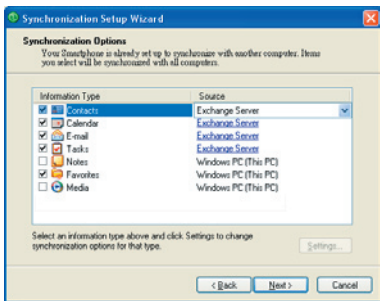 Synchronization Setup Wizard
Synchronization Options
Your Smartphone is already set up to synchronize with another computer. Items
you select will be synchronized with all computers.
Information Type Source
Contacts Exchange Server
Calendar Exchange Server
E-mail Exchange Server
Tasks Exchange Server
Notes Windows PC (This PC)
Favorites Windows PC (This PC)
Media Windows PC (This PC)
Select an information type above and click Settings to change
synchronization options for that type.
Settings...
< Back Next > Cancel